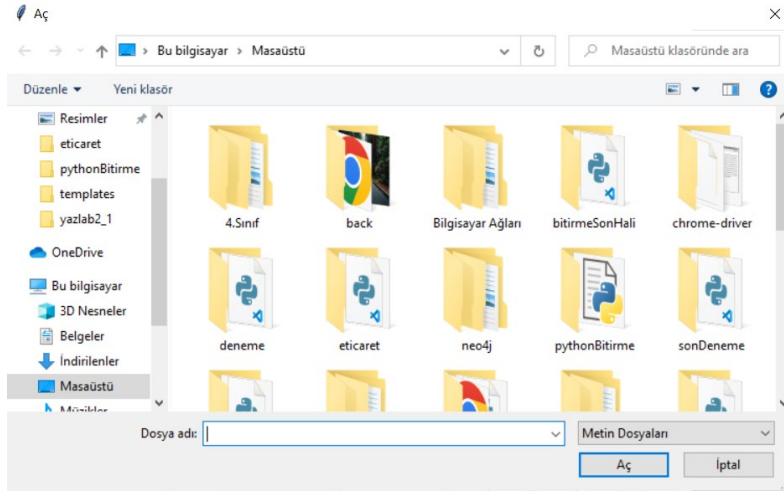 Aç
Bu bilgisayar > Masaüstü
Masaüstü klasöründe ara
Düzenle
Yeni klasör
Resimler
eticaret
pythonBitirme
templates
yazlab2_1
OneDrive
Bu bilgisayar
3D Nesneler
Belgeler
İndirilenler
Masaüstü
Müzikler
4.Sınıf
back
Bilgisayar Ağları
bitirmeSonHali
chrome-driver
deneme
eticaret
neo4j
pythonBitirme
sonDeneme
Dosya adı:
Metin Dosyaları
Aç
İptal